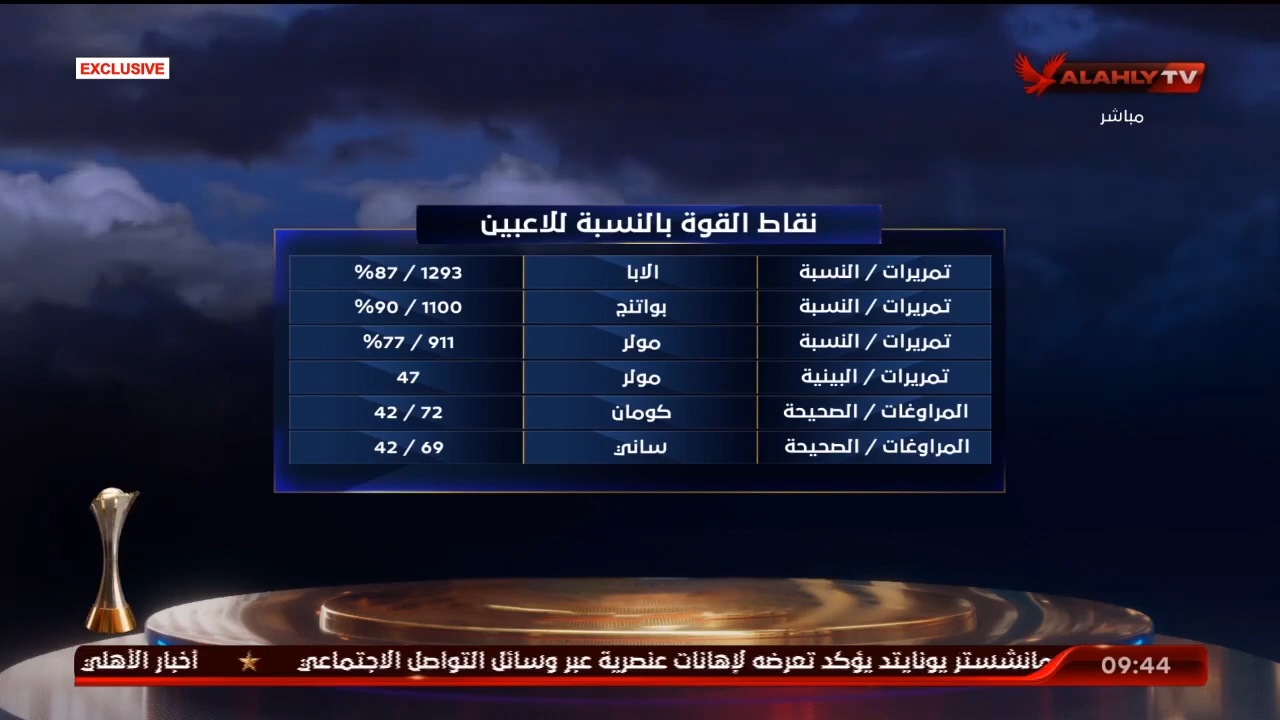 EXCLUSIVE
ALAHLY TV
مباشر
نقاط القوة بالنسبة للاعبين
تمريرات / النسبة الابا 1293 / 87%
تمريرات / النسبة بواتنج 1100 / 90%
تمريرات / النسبة مولر 911 / 77%
تمريرات / البينية مولر 47
المراوغات / الصحيحة كومان 72 / 42
المراوغات / الصحيحة ساني 69 / 42
مانشستر يونايتد يؤكد تعرضه لإهانات عنصرية عبر وسائل التواصل الاجتماعي أخبار الأهلي
09:44